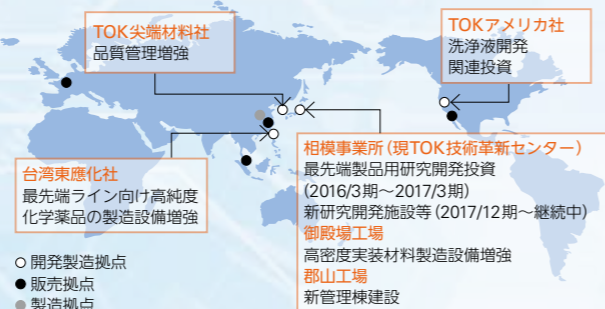 TOK尖端材料社
品質管理増強
TOKアメリカ社
洗浄液開発
関連投資
台湾東應化社
最先端ライン向け高純度
化学薬品の製造設備増強
相模事業所（現TOK技術革新センター）
最先端製品用研究開発投資
(2016/3期～2017/3期)
新研究開発施設等（2017/12期～継続中）
御殿場工場
高密度実装材料製造設備増強
郡山工場
新管理棟建設
○ 開発製造拠点
● 販売拠点
● 製造拠点